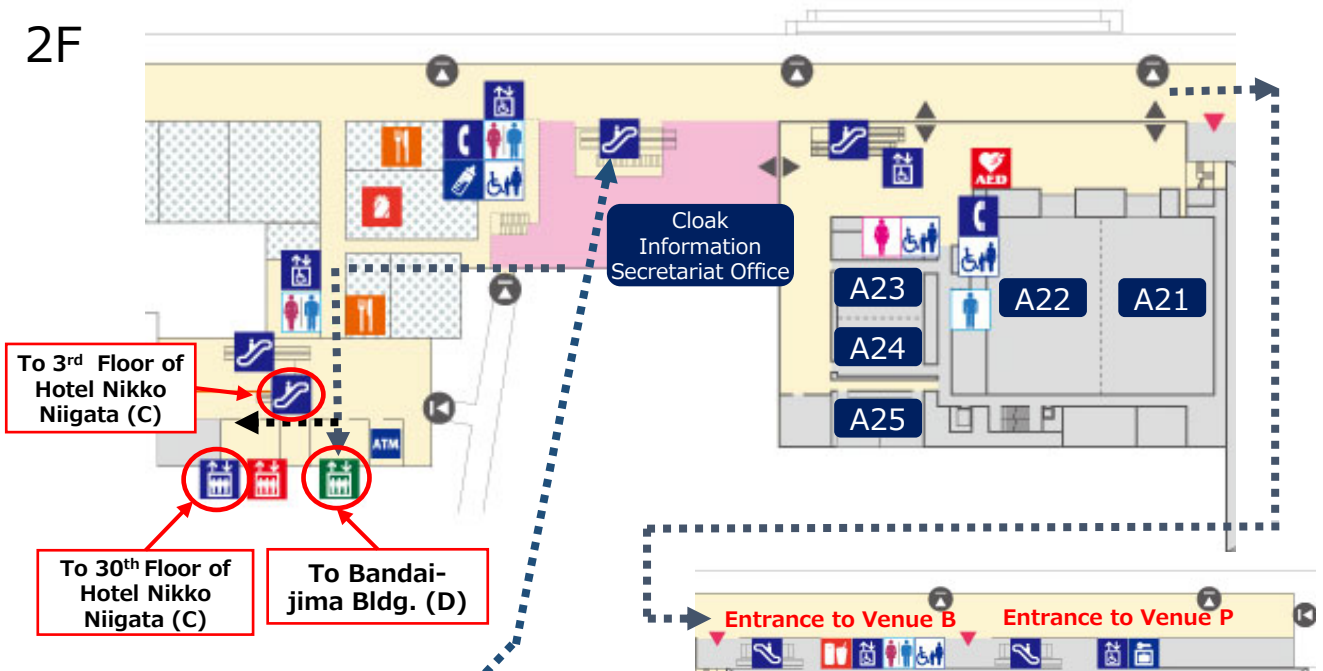 2F
AED
Cloak
Information
Secretariat Office
A23
A22
A21
A24
A25
To 3rd Floor of
Hotel Nikko
Niigata (C)
ATM
To 30th Floor of
Hotel Nikko
Niigata (C)
To Bandai-
jima Bldg. (D)
Entrance to Venue B
Entrance to Venue P